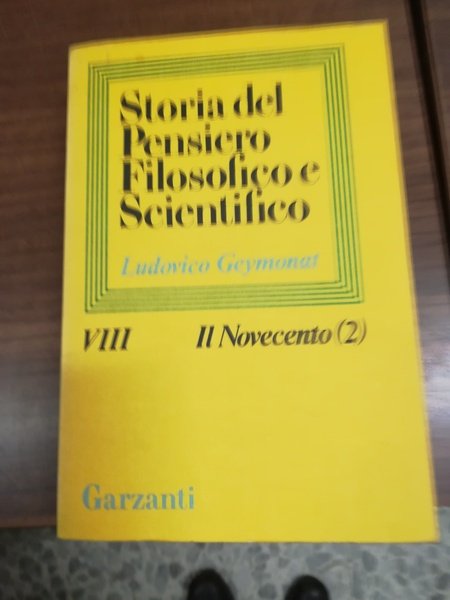 Storia del
Pensiero
Filosofico e
Scientifico
Ludovico Geymonat
VIII Il Novecento (2)
Garzanti